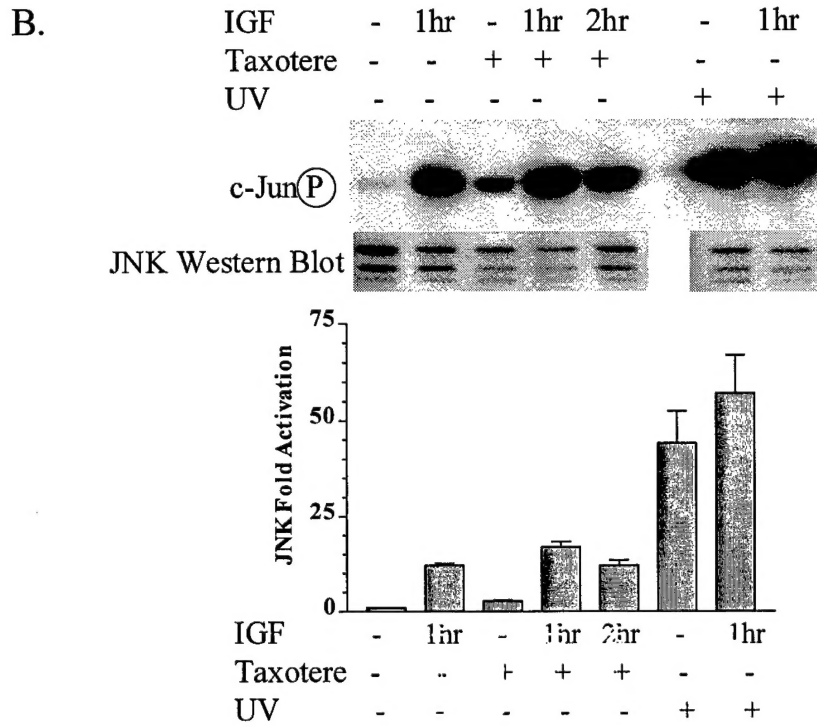 B.
IGF - 1hr - 1hr 2hr - 1hr
Taxotere - - + + + - -
UV - - - - - + +
c-Jun P
JNK Western Blot
75
50
25
0
JNK Fold Activation
IGF - 1hr - 1hr 2hr - 1hr
Taxotere - - + + + - -
UV - - - - - + +